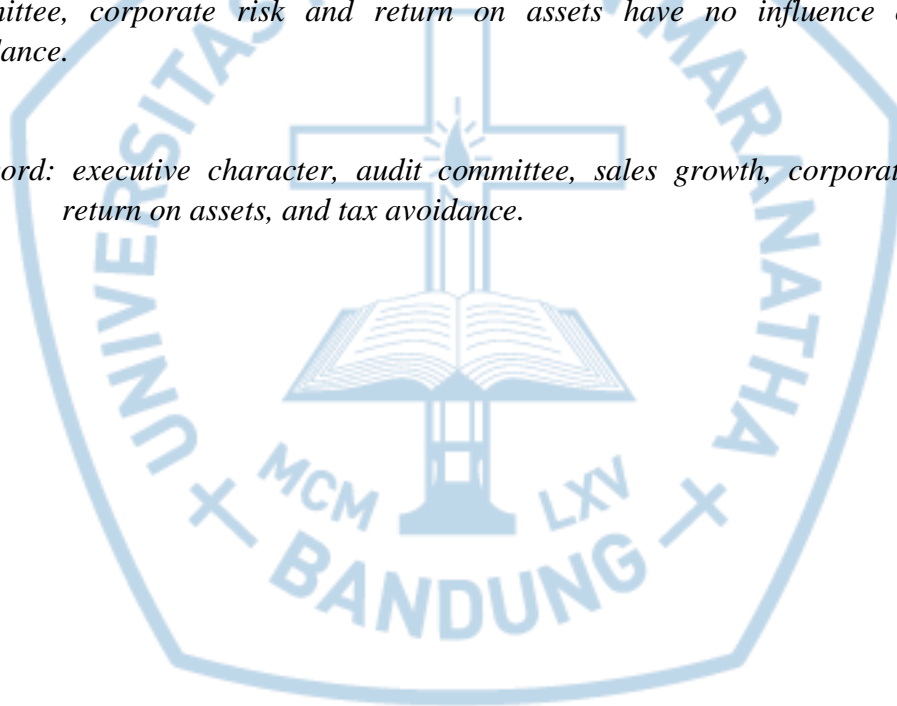 ittee, corporate risk and return on assets have no influence
lance.
ord: executive character, audit committee, sales growth, corporat
return on assets, and tax avoidance.
UNIVERSITAS
MARANATHA
MCM LXV
BANDUNG